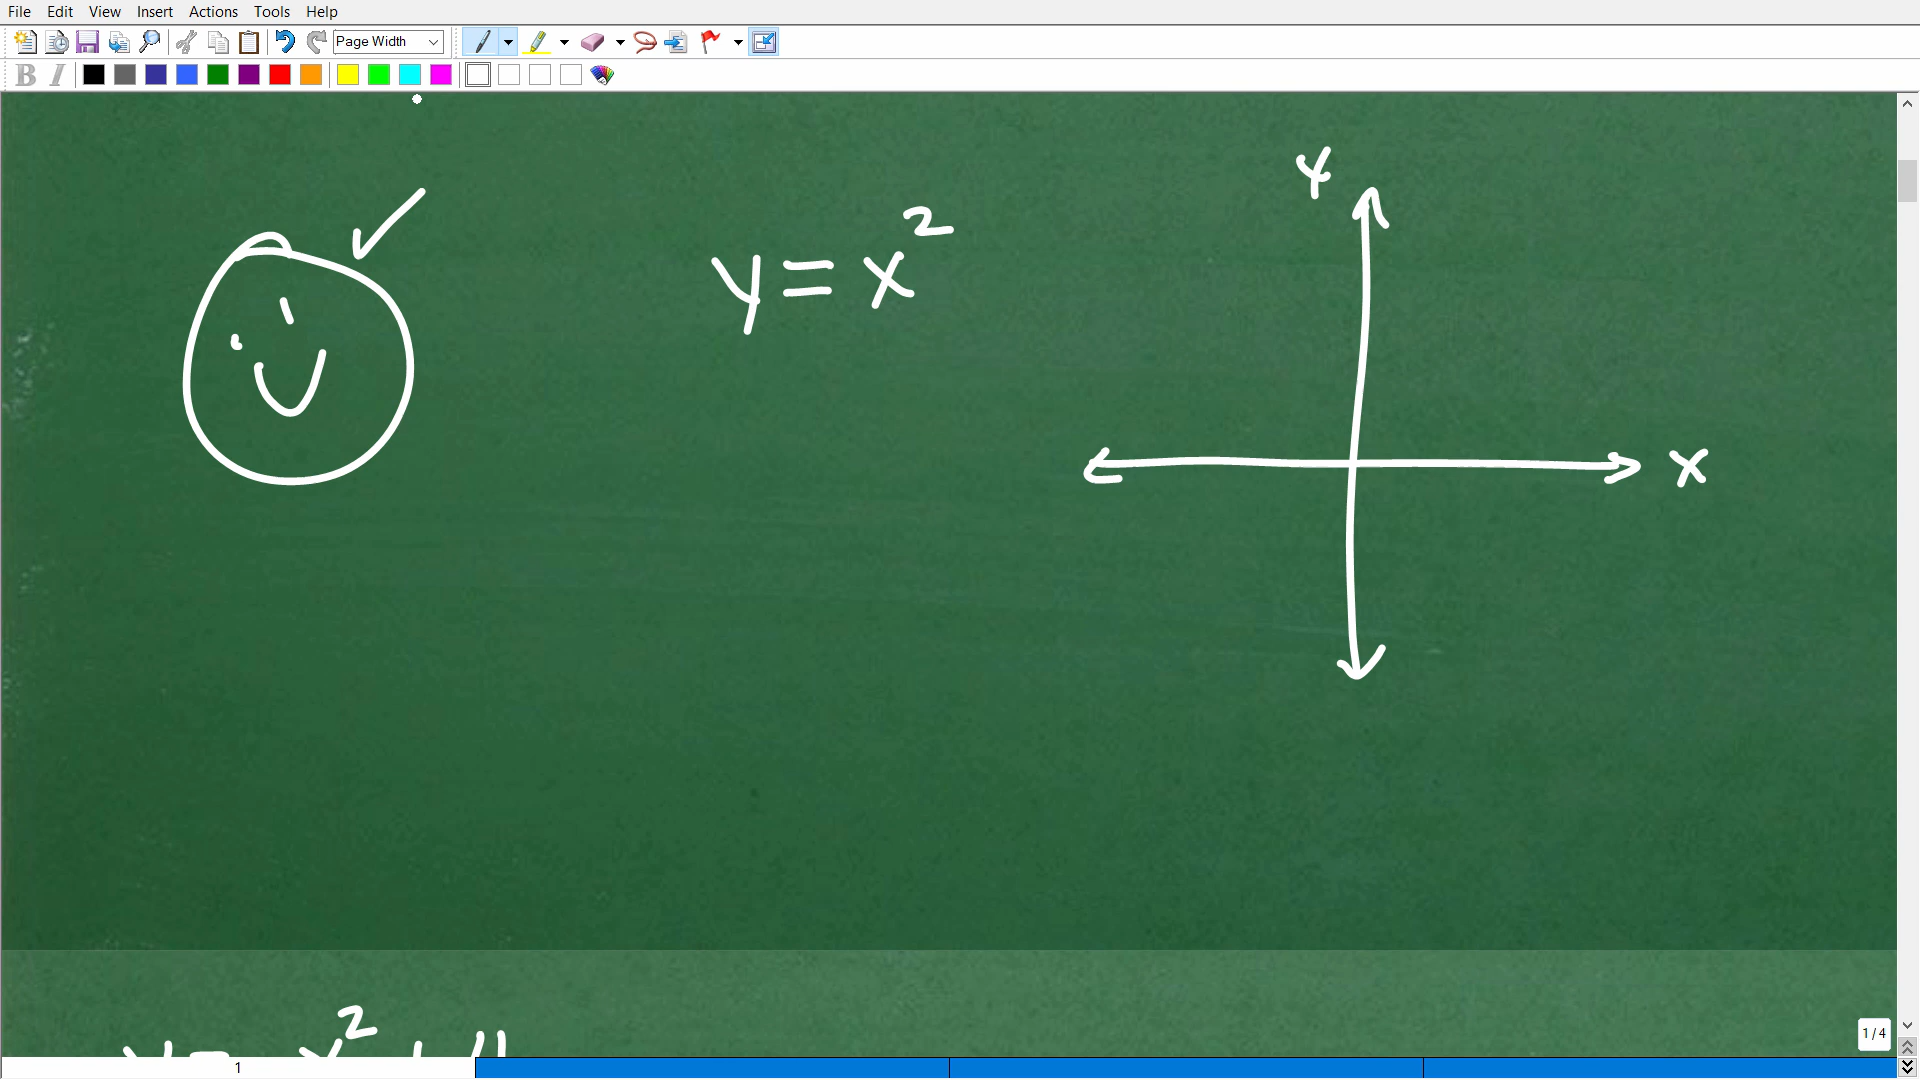 File Edit View Insert Actions Tools Help
Page Width
B I
y = x²
y
x
1 / 4
1